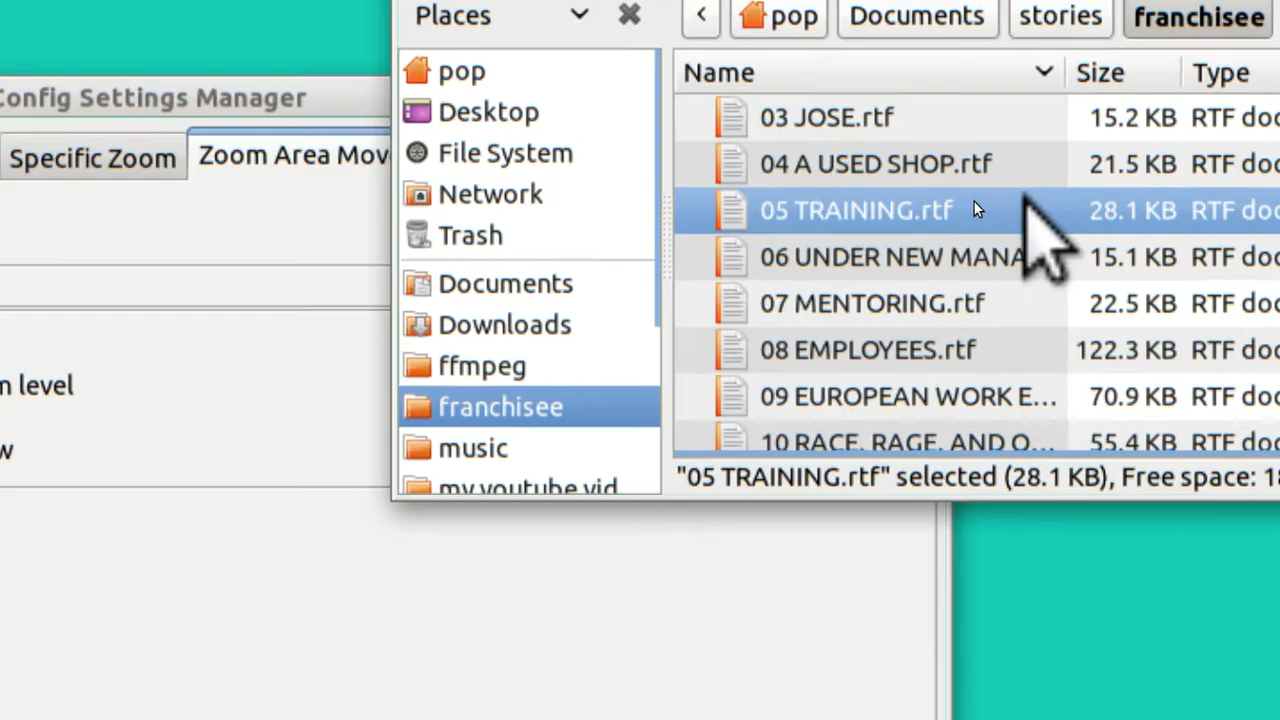 Places
pop
Documents
stories
franchisee
Config Settings Manager
Specific Zoom
Zoom Area Mov
m level
w
pop
Desktop
File System
Network
Trash
Documents
Downloads
ffmpeg
franchisee
music
my youtube vid
Name Size Type
03 JOSE.rtf 15.2 KB RTF doc
04 A USED SHOP.rtf 21.5 KB RTF doc
05 TRAINING.rtf 28.1 KB RTF doc
06 UNDER NEW MANA 15.1 KB RTF doc
07 MENTORING.rtf 22.5 KB RTF doc
08 EMPLOYEES.rtf 122.3 KB RTF doc
09 EUROPEAN WORK E... 70.9 KB RTF doc
10 RACE, RAGE, AND O... 55.4 KB RTF doc
"05 TRAINING.rtf" selected (28.1 KB), Free space: 18